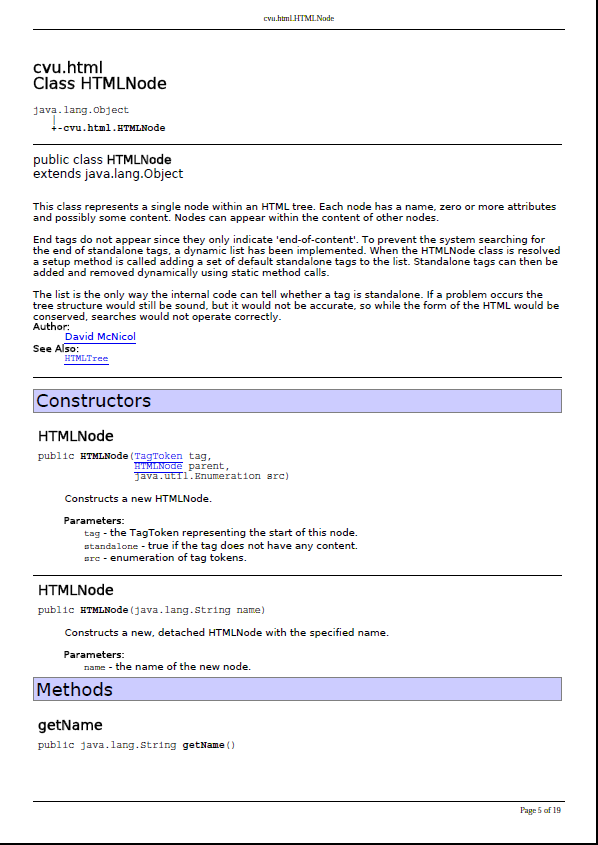 cvu.html.HTMLNode
cvu.html
Class HTMLNode
java.lang.Object
|
+-cvu.html.HTMLNode
public class HTMLNode
extends java.lang.Object
This class represents a single node within an HTML tree. Each node has a name, zero or more attributes
and possibly some content. Nodes can appear within the content of other nodes.
End tags do not appear since they only indicate 'end-of-content'. To prevent the system searching for
the end of standalone tags, a dynamic list has been implemented. When the HTMLNode class is resolved
a setup method is called adding a set of default standalone tags to the list. Standalone tags can then be
added and removed dynamically using static method calls.
The list is the only way the internal code can tell whether a tag is standalone. If a problem occurs the
tree structure would still be sound, but it would not be accurate, so while the form of the HTML would be
conserved, searches would not operate correctly.
Author:
David McNicol
See Also:
HTMLTree
Constructors
HTMLNode
public HTMLNode(TagToken tag,
HTMLNode parent,
java.util.Enumeration src)
Constructs a new HTMLNode.
Parameters:
tag - the TagToken representing the start of this node.
standalone - true if the tag does not have any content.
src - enumeration of tag tokens.
HTMLNode
public HTMLNode(java.lang.String name)
Constructs a new, detached HTMLNode with the specified name.
Parameters:
name - the name of the new node.
Methods
getName
public java.lang.String getName()
Page 5 of 19